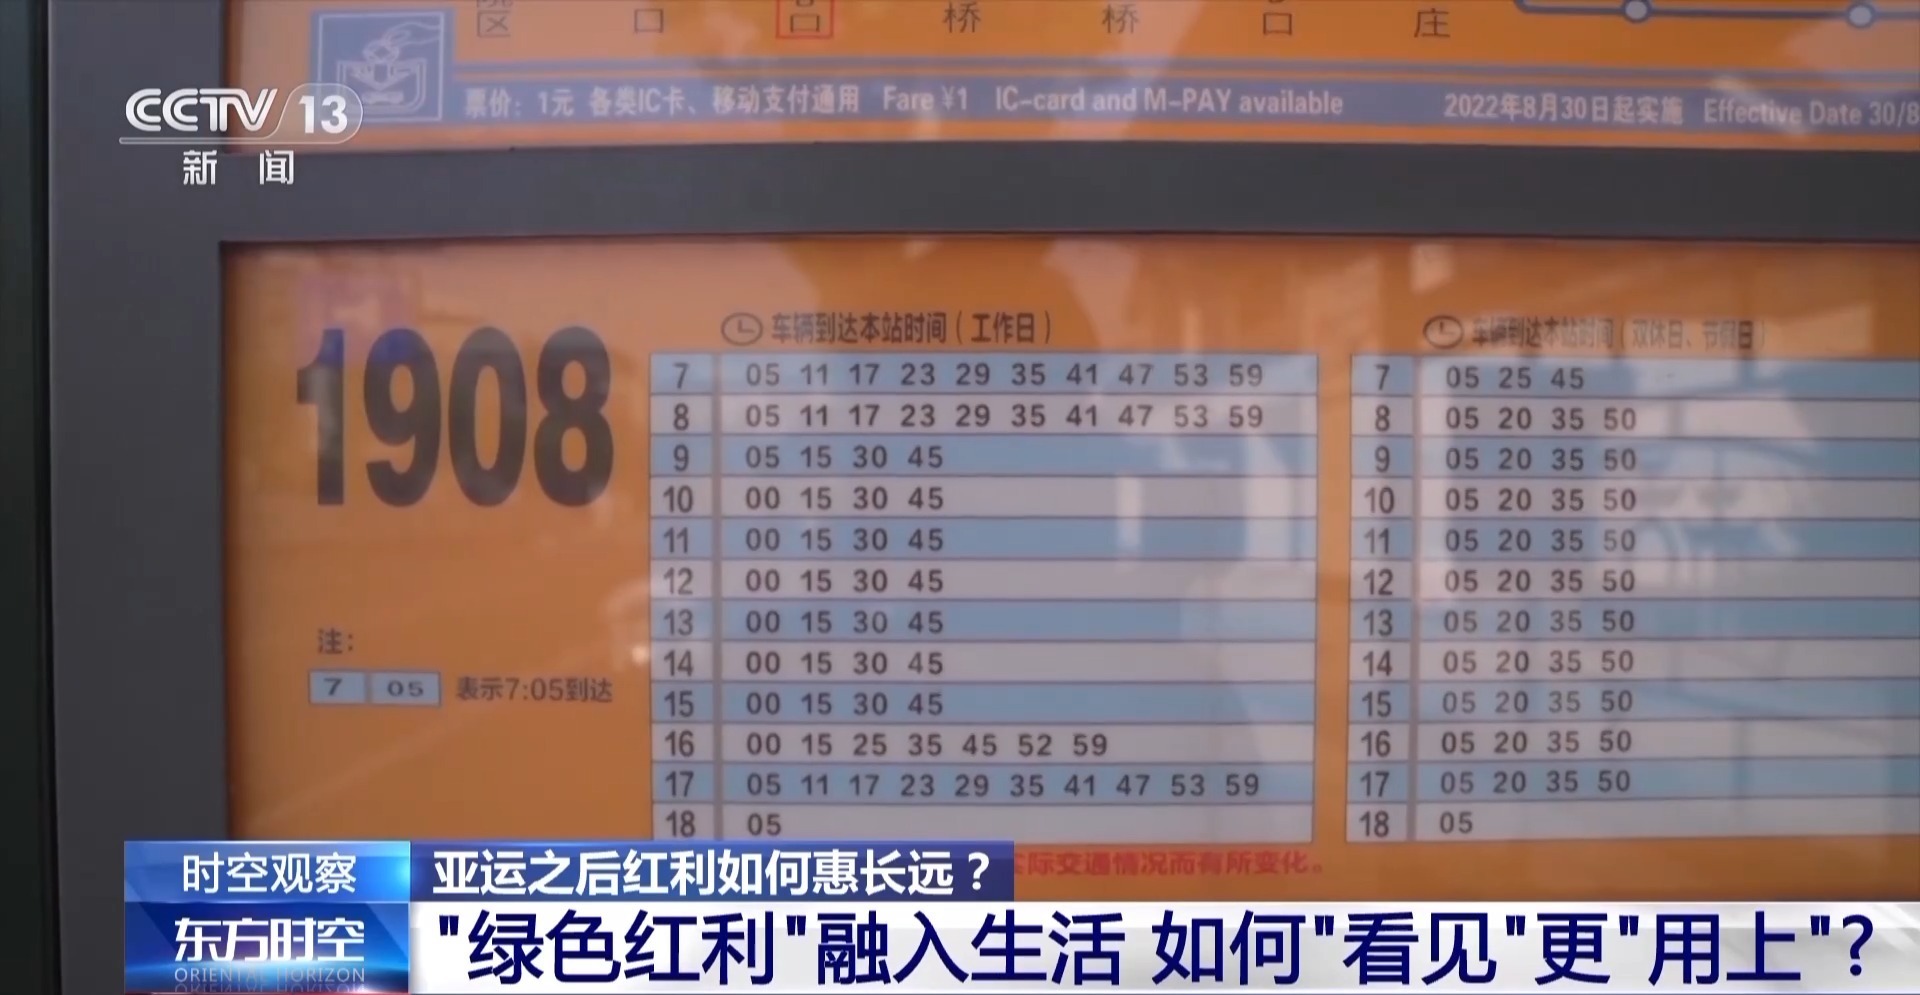 区 口 口 桥 桥 口 庄
票价：1元 各类IC卡、移动支付通用 Fare ¥1 IC-card and M-PAY available 2022年8月30日起实施 Effective Date 30/8
CCTV 13
新闻
1908
车辆到达本站时间（工作日）
7 05 11 17 23 29 35 41 47 53 59
8 05 11 17 23 29 35 41 47 53 59
9 05 15 30 45
10 00 15 30 45
11 00 15 30 45
12 00 15 30 45
13 00 15 30 45
14 00 15 30 45
15 00 15 30 45
16 00 15 25 35 45 52 59
17 05 11 17 23 29 35 41 47 53 59
18 05
车辆到达本站时间（双休日、节假日）
7 05 25 45
8 05 20 35 50
9 05 20 35 50
10 05 20 35 50
11 05 20 35 50
12 05 20 35 50
13 05 20 35 50
14 05 20 35 50
15 05 20 35 50
16 05 20 35 50
17 05 20 35 50
18 05
注：
7 05 表示7:05到达
实际交通情况而有所变化。
时空观察
亚运之后红利如何惠长远？
东方时空
ORIENTAL HORIZON
"绿色红利"融入生活 如何"看见"更"用上"？